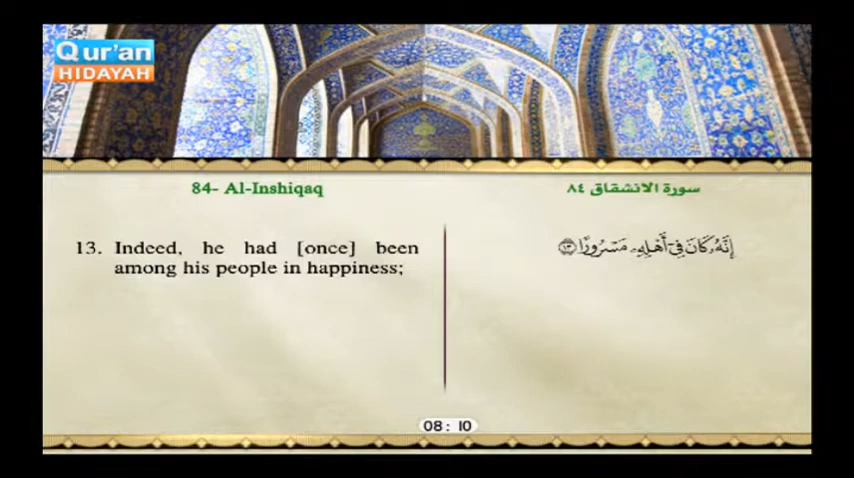 Qur'an
HIDAYAH
84- Al-Inshiqaq
سورة الانشقاق ٨٤
13. Indeed, he had [once] been
among his people in happiness;
إِنَّهُۥ كَانَ فِىٓ أَهْلِهِۦ مَسْرُورًا ١٣
08: 10